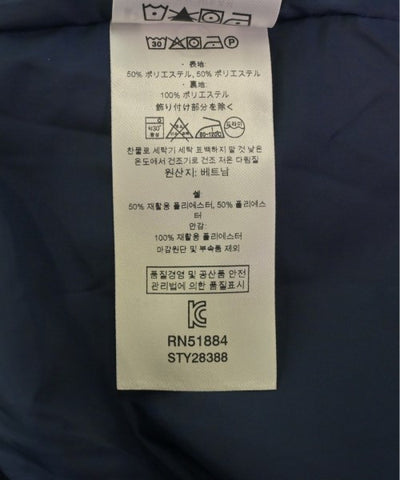 30
P
・表地:
50% ポリエステル, 50% ポリエステル
・裏地:
100% ポリエステル
飾り付け部分を除く
약30℃
80-120℃
드라이
찬물로 세탁기 세탁 표백하지 말 것 낮은
온도에서 건조기로 건조 저온 다림질
원산지: 베트남
쉘
50% 재활용 폴리에스터, 50% 폴리에스
터
안감:
100% 재활용 폴리에스터
마감원단 및 부속품 제외
품질경영 및 공산품 안전
관리법에 의한 품질표시
RN51884
STY28388